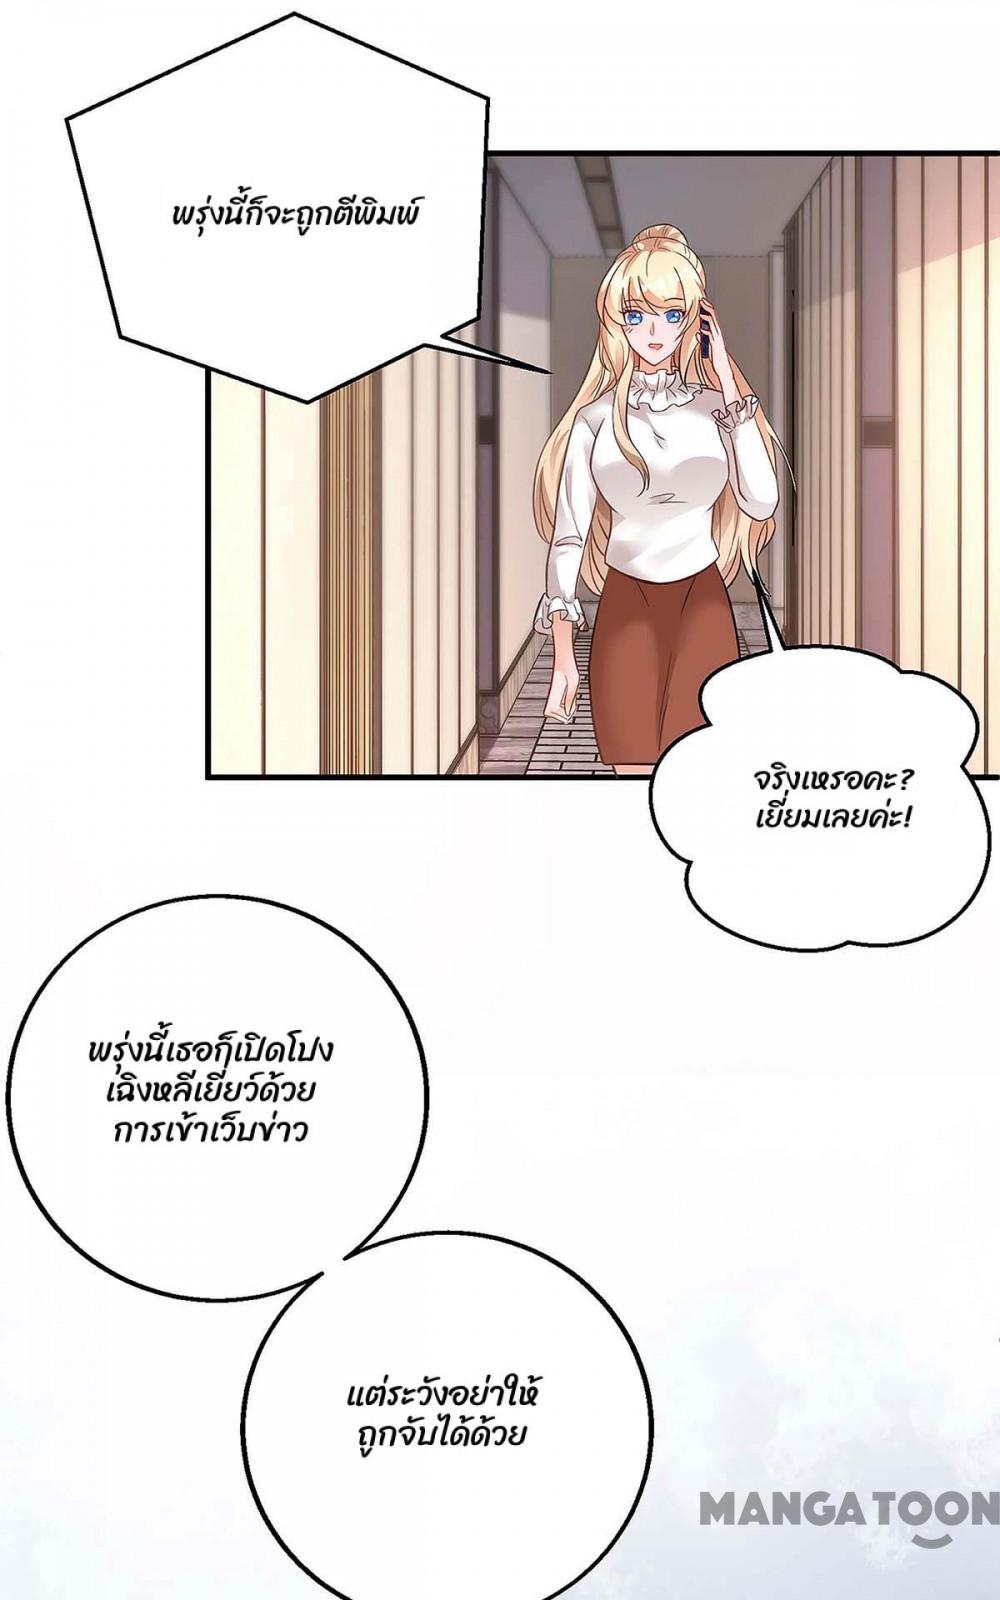 พรุ่งนี้ก็จะถูกตีพิมพ์
จริงเหรอคะ?
เยี่ยมเลยค่ะ!
พรุ่งนี้เธอก็เปิดโปง
เฉิงหลีเยี่ยว์ด้วย
การเข้าเว็บข่าว
แต่ระวังอย่าให้
ถูกจับได้ด้วย
MANGATOON